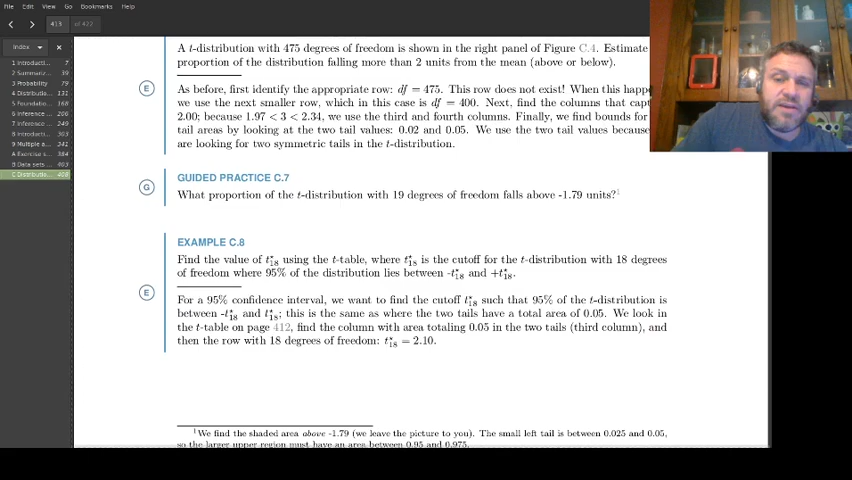 File Edit View Go Bookmarks Help
413 of 422
Index
1 Introducti... 7
2 Summariz... 39
3 Probability 79
4 Distributi... 131
5 Foundatio... 168
6 Inference ... 206
7 Inference ... 249
8 Introducti... 303
9 Multiple a... 341
A Exercise s... 384
B Data sets ... 403
C Distributio... 408
A t-distribution with 475 degrees of freedom is shown in the right panel of Figure C.4. Estimate
proportion of the distribution falling more than 2 units from the mean (above or below).
E
As before, first identify the appropriate row: df = 475. This row does not exist! When this happ
we use the next smaller row, which in this case is df = 400. Next, find the columns that capt
2.00; because 1.97 < 3 < 2.34, we use the third and fourth columns. Finally, we find bounds for
tail areas by looking at the two tail values: 0.02 and 0.05. We use the two tail values because
are looking for two symmetric tails in the t-distribution.
G
GUIDED PRACTICE C.7
What proportion of the t-distribution with 19 degrees of freedom falls above -1.79 units?¹
EXAMPLE C.8
Find the value of t*18 using the t-table, where t*18 is the cutoff for the t-distribution with 18 degrees
of freedom where 95% of the distribution lies between -t*18 and +t*18.
E
For a 95% confidence interval, we want to find the cutoff t*18 such that 95% of the t-distribution is
between -t*18 and t*18; this is the same as where the two tails have a total area of 0.05. We look in
the t-table on page 412, find the column with area totaling 0.05 in the two tails (third column), and
then the row with 18 degrees of freedom: t*18 = 2.10.
¹We find the shaded area above -1.79 (we leave the picture to you). The small left tail is between 0.025 and 0.05,
so the larger upper region must have an area between 0.95 and 0.975.